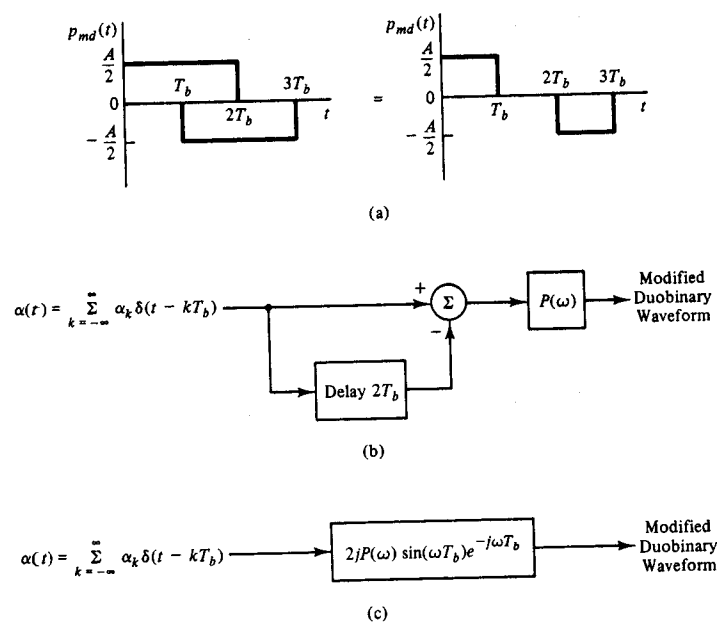 p_md(t)
A/2
T_b
3T_b
0
2T_b
t
-A/2
=
p_md(t)
A/2
2T_b
3T_b
0
T_b
t
-A/2
(a)
α(t) = Σ_{k=-∞}^{∞} α_k δ(t - kT_b)
+
Σ
-
P(ω)
Modified
Duobinary
Waveform
Delay 2T_b
(b)
α(t) = Σ_{k=-∞}^{∞} α_k δ(t - kT_b)
2jP(ω) sin(ωT_b)e^{-jωT_b}
Modified
Duobinary
Waveform
(c)